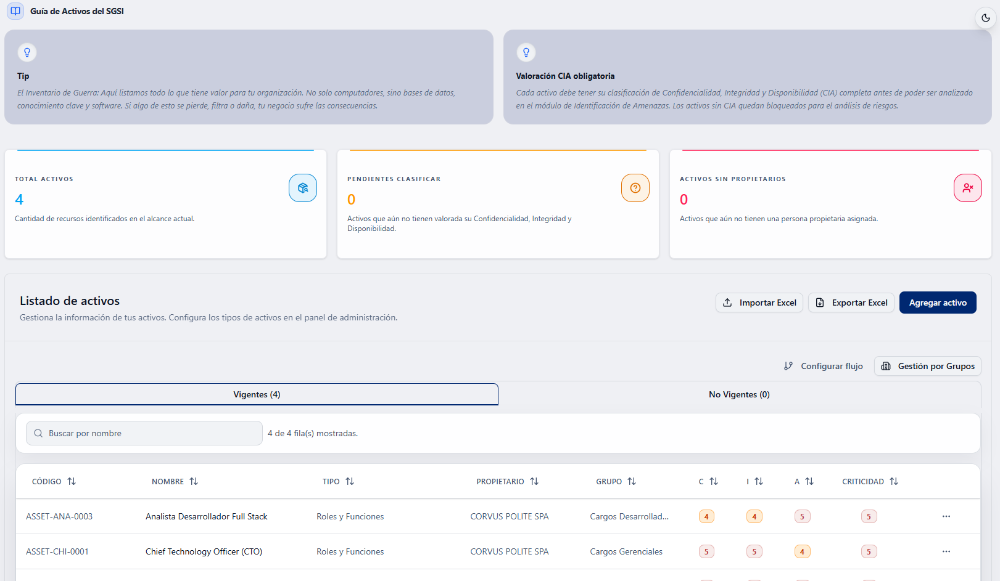 Guía de Activos del SGSI
Tip
El Inventario de Guerra: Aquí listamos todo lo que tiene valor para tu organización. No solo computadores, sino bases de datos,
conocimiento clave y software. Si algo de esto se pierde, filtra o daña, tu negocio sufre las consecuencias.
Valoración CIA obligatoria
Cada activo debe tener su clasificación de Confidencialidad, Integridad y Disponibilidad (CIA) completa antes de poder ser analizado
en el módulo de Identificación de Amenazas. Los activos sin CIA quedan bloqueados para el análisis de riesgos.
TOTAL ACTIVOS
4
Cantidad de recursos identificados en el alcance actual.
PENDIENTES CLASIFICAR
0
Activos que aún no tienen valorada su Confidencialidad, Integridad y
Disponibilidad.
ACTIVOS SIN PROPIETARIOS
0
Activos que aún no tienen una persona propietaria asignada.
Listado de activos
Gestiona la información de tus activos. Configura los tipos de activos en el panel de administración.
Importar Excel
Exportar Excel
Agregar activo
Configurar flujo
Gestión por Grupos
Vigentes (4)
No Vigentes (0)
Buscar por nombre
4 de 4 fila(s) mostradas.
CÓDIGO NOMBRE TIPO PROPIETARIO GRUPO C I A CRITICIDAD
ASSET-ANA-0003 Analista Desarrollador Full Stack Roles y Funciones CORVUS POLITE SPA Cargos Desarrollad... 4 4 5 5
ASSET-CHI-0001 Chief Technology Officer (CTO) Roles y Funciones CORVUS POLITE SPA Cargos Gerenciales 5 5 4 5